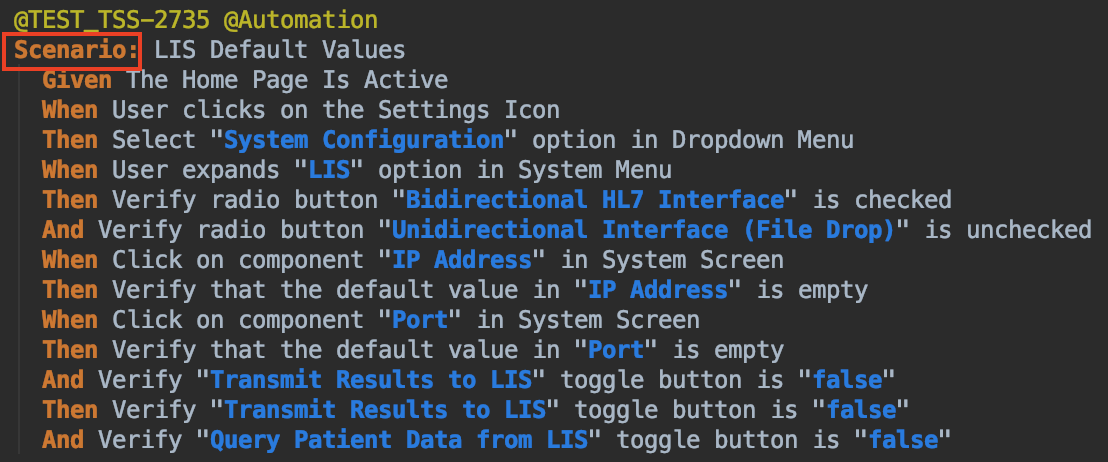 @TEST_TSS-2735 @Automation
Scenario: LIS Default Values
Given The Home Page Is Active
When User clicks on the Settings Icon
Then Select "System Configuration" option in Dropdown Menu
When User expands "LIS" option in System Menu
Then Verify radio button "Bidirectional HL7 Interface" is checked
And Verify radio button "Unidirectional Interface (File Drop)" is unchecked
When Click on component "IP Address" in System Screen
Then Verify that the default value in "IP Address" is empty
When Click on component "Port" in System Screen
Then Verify that the default value in "Port" is empty
And Verify "Transmit Results to LIS" toggle button is "false"
Then Verify "Transmit Results to LIS" toggle button is "false"
And Verify "Query Patient Data from LIS" toggle button is "false"